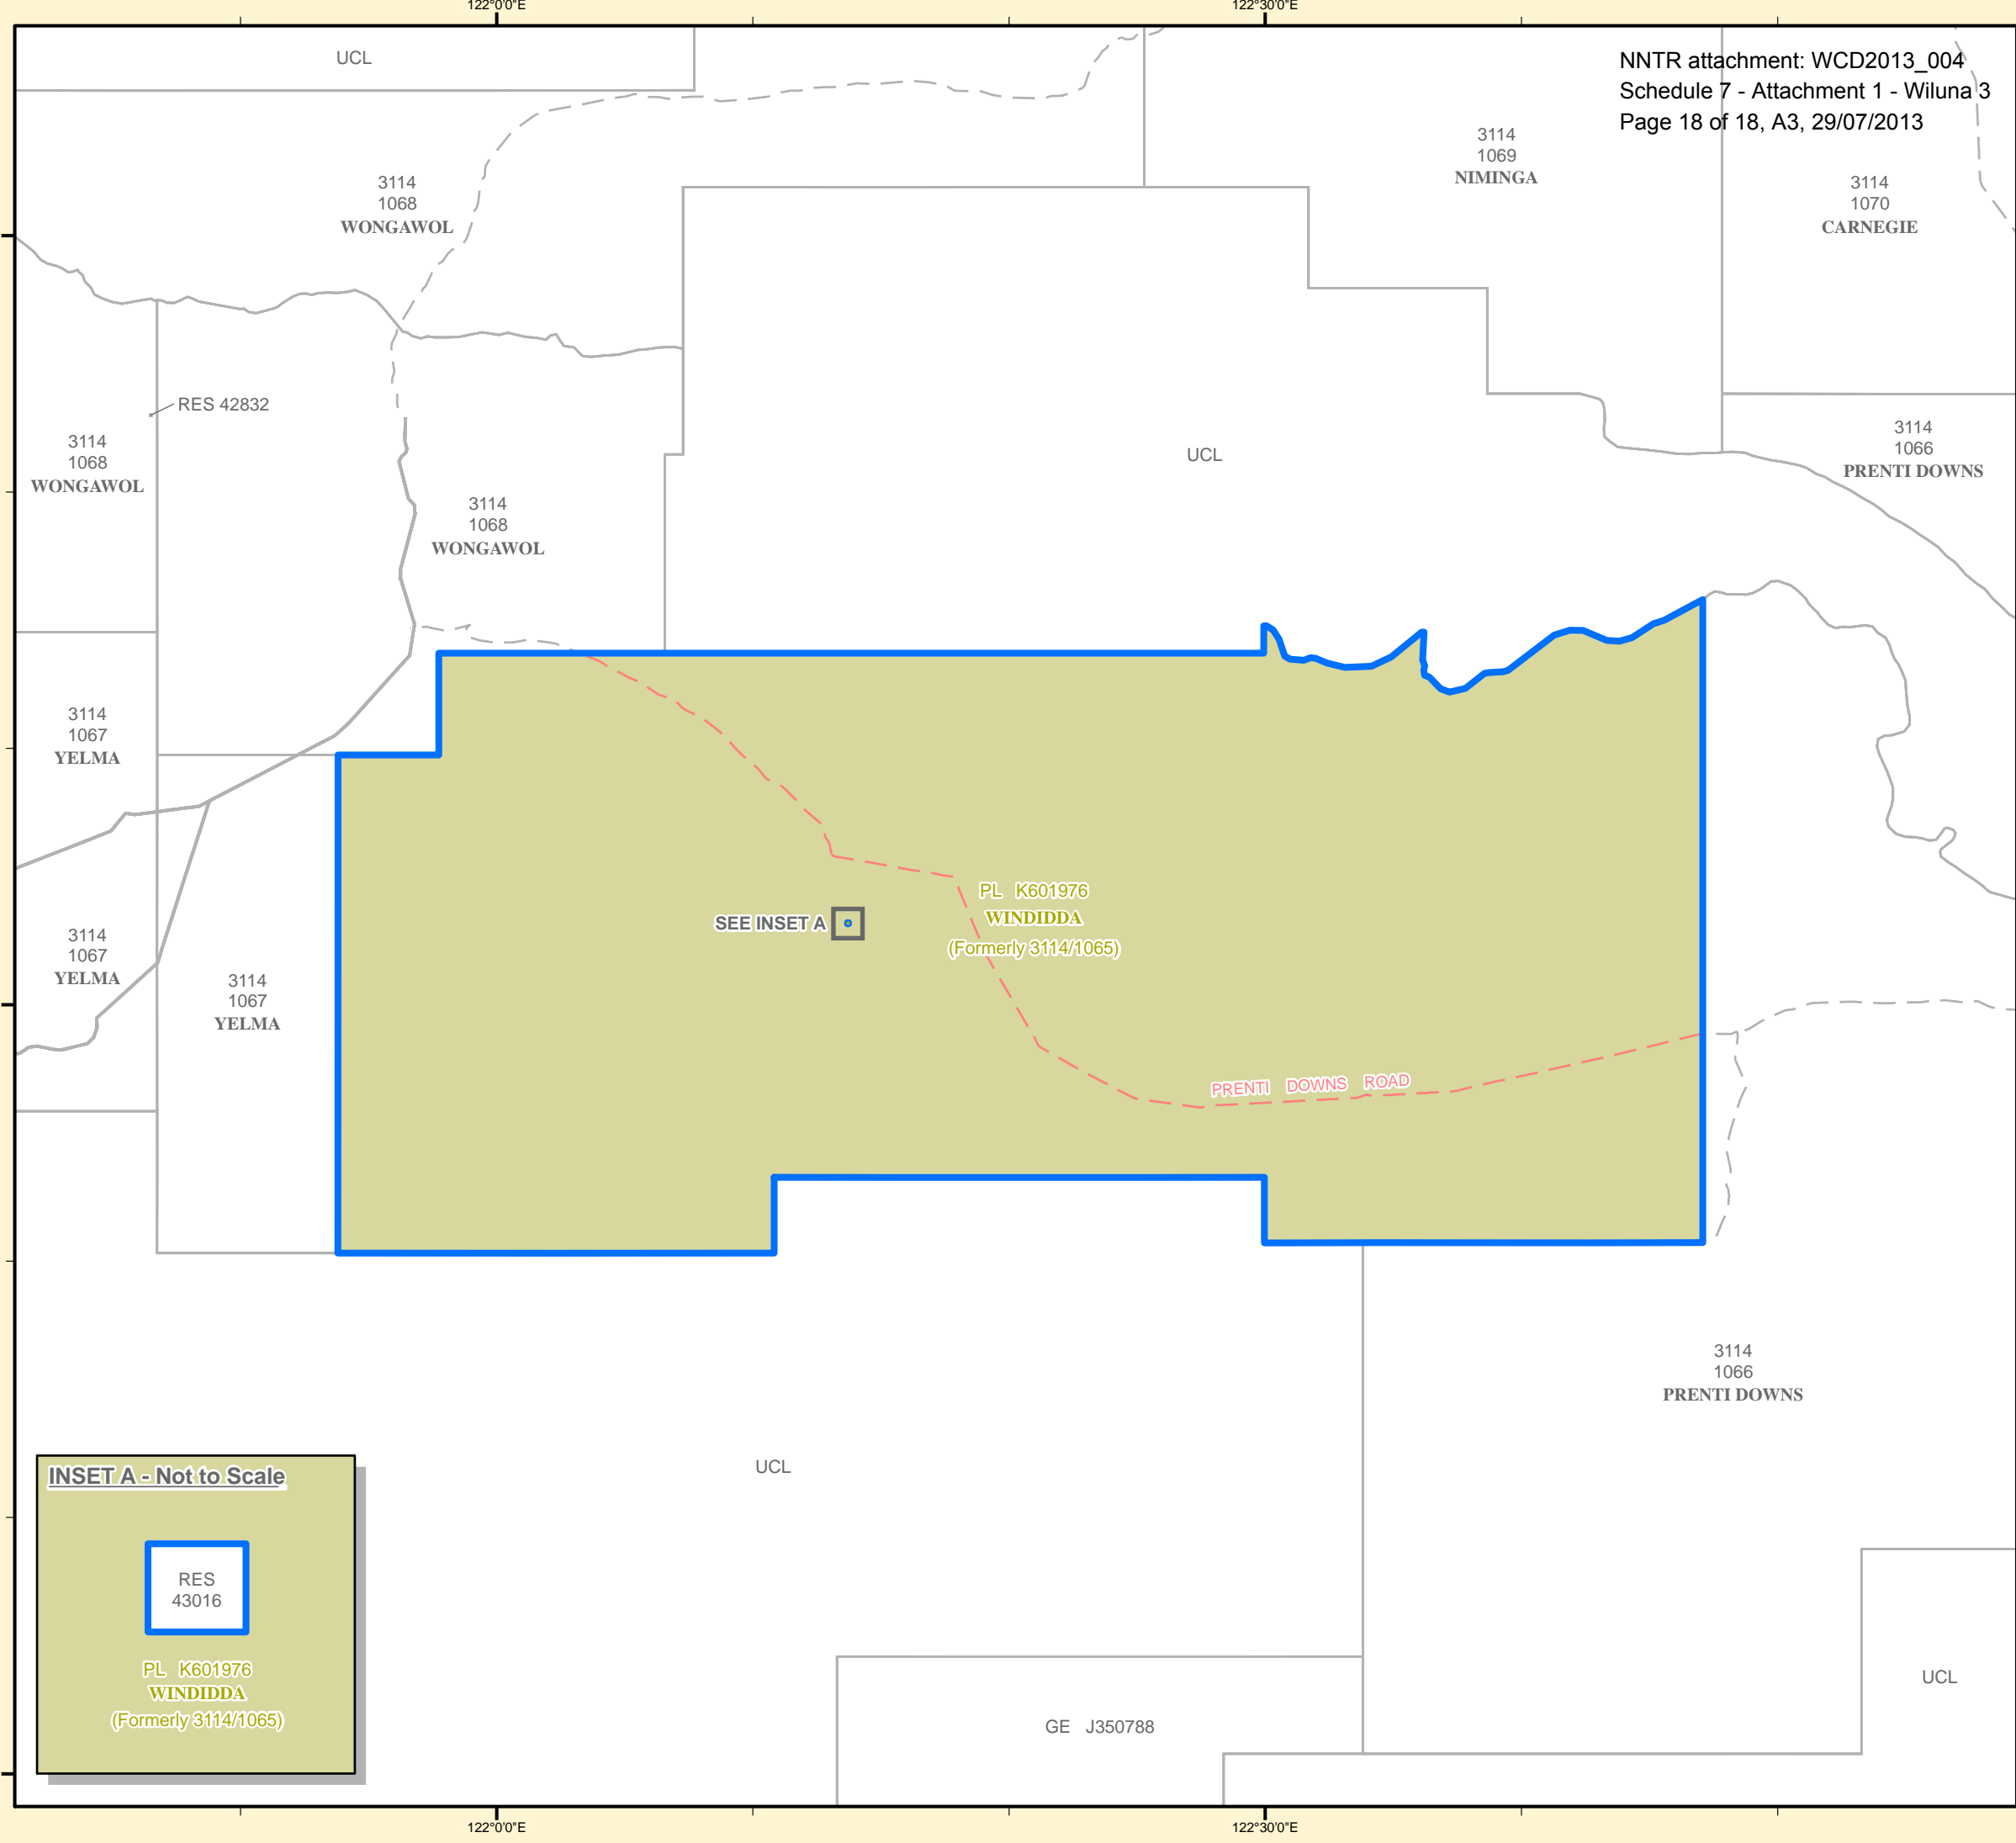 122°0'0"E
122°30'0"E
NNTR attachment: WCD2013_004
Schedule 7 - Attachment 1 - Wiluna 3
Page 18 of 18, A3, 29/07/2013
UCL
3114
1069
NIMINGA
3114
1068
WONGAWOL
3114
1070
CARNEGIE
RES 42832
3114
1068
WONGAWOL
3114
1066
PRENTI DOWNS
UCL
3114
1068
WONGAWOL
3114
1067
YELMA
PL K601976
WINDIDDA
(Formerly 3114/1065)
SEE INSET A
3114
1067
YELMA
3114
1067
YELMA
PRENTI DOWNS ROAD
3114
1066
PRENTI DOWNS
UCL
INSET A - Not to Scale
RES
43016
PL K601976
WINDIDDA
(Formerly 3114/1065)
UCL
GE J350788
122°0'0"E
122°30'0"E